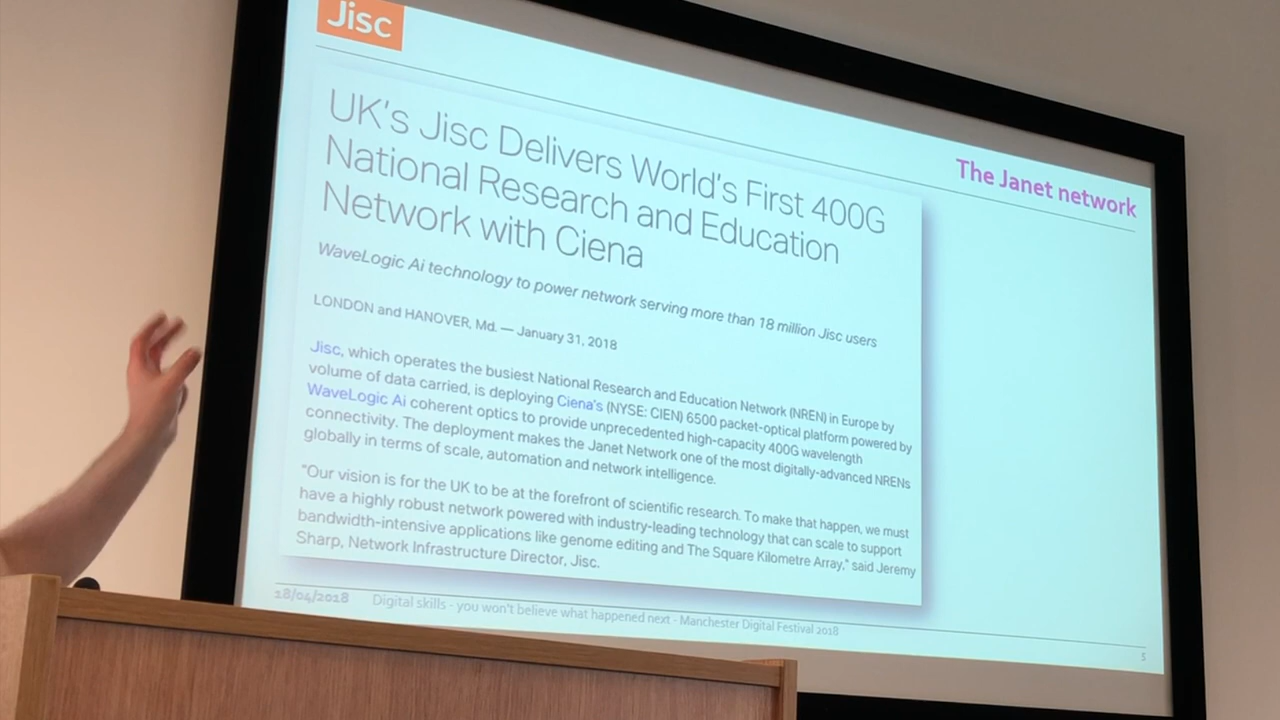 Jisc
The Janet network
UK's Jisc Delivers World's First 400G
National Research and Education
Network with Ciena
WaveLogic Ai technology to power network serving more than 18 million Jisc users
LONDON and HANOVER, Md. — January 31, 2018
Jisc, which operates the busiest National Research and Education Network (NREN) in Europe by
volume of data carried, is deploying Ciena's (NYSE: CIEN) 6500 packet-optical platform powered by
WaveLogic Ai coherent optics to provide unprecedented high-capacity 400G wavelength
connectivity. The deployment makes the Janet Network one of the most digitally-advanced NRENs
globally in terms of scale, automation and network intelligence.
"Our vision is for the UK to be at the forefront of scientific research. To make that happen, we must
have a highly robust network powered with industry-leading technology that can scale to support
bandwidth-intensive applications like genome editing and The Square Kilometre Array," said Jeremy
Sharp, Network Infrastructure Director, Jisc.
18/04/2018 Digital skills - you won't believe what happened next - Manchester Digital Festival 2018
5